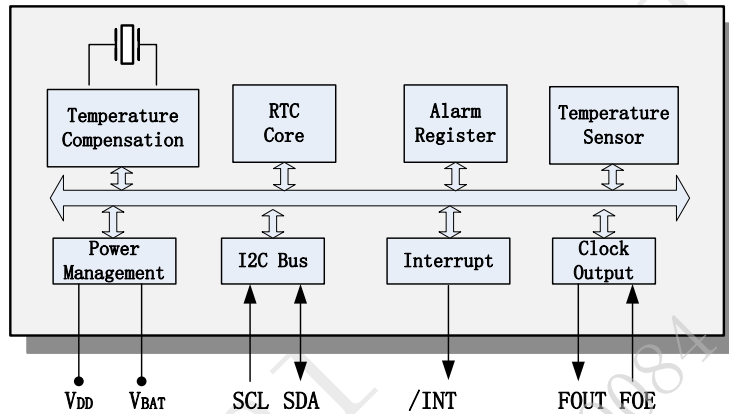 Temperature
Compensation
RTC
Core
Alarm
Register
Temperature
Sensor
Power
Management
I2C Bus
Interrupt
Clock
Output
VDD
VBAT
SCL SDA
/INT
FOUT FOE